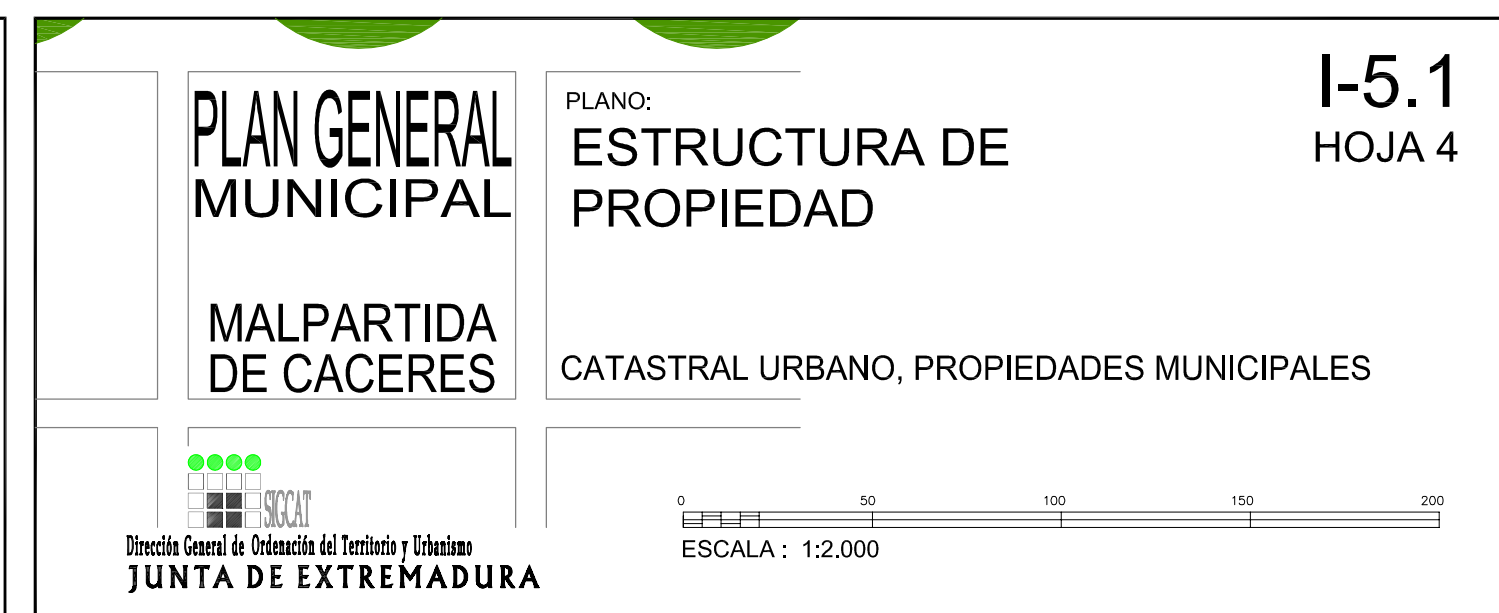 PLAN GENERAL
MUNICIPAL
MALPARTIDA
DE CACERES
PLANO:
ESTRUCTURA DE
PROPIEDAD
I-5.1
HOJA 4
CATASTRAL URBANO, PROPIEDADES MUNICIPALES
SIGCAT
Dirección General de Ordenación del Territorio y Urbanismo
JUNTA DE EXTREMADURA
0 50 100 150 200
ESCALA : 1:2.000